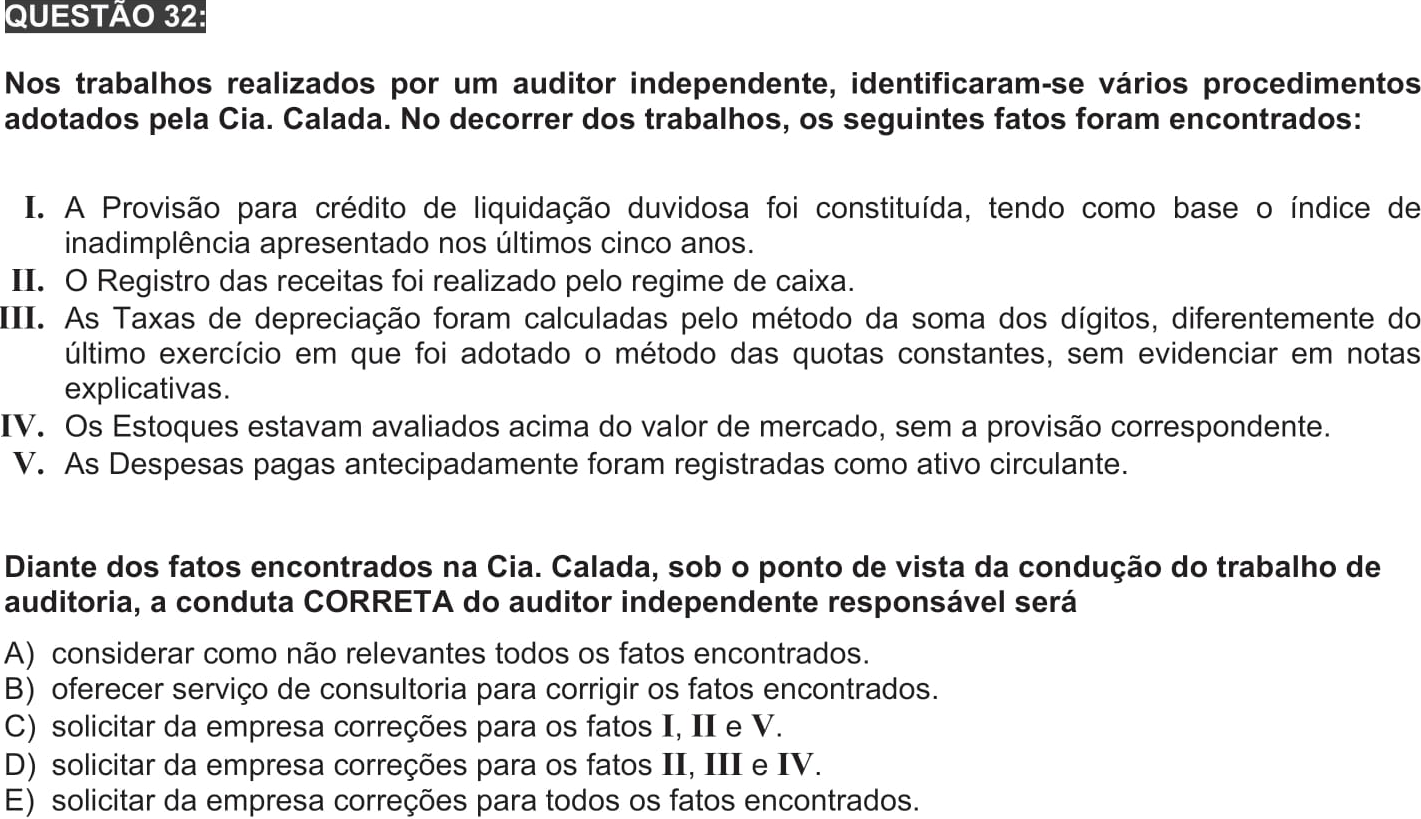 QUESTÃO 32:
Nos trabalhos realizados por um auditor independente, identificaram-se vários procedimentos
adotados pela Cia. Calada. No decorrer dos trabalhos, os seguintes fatos foram encontrados:
I. A Provisão para crédito de liquidação duvidosa foi constituída, tendo como base o índice de
inadimplência apresentado nos últimos cinco anos.
II. O Registro das receitas foi realizado pelo regime de caixa.
III. As Taxas de depreciação foram calculadas pelo método da soma dos dígitos, diferentemente do
último exercício em que foi adotado o método das quotas constantes, sem evidenciar em notas
explicativas.
IV. Os Estoques estavam avaliados acima do valor de mercado, sem a provisão correspondente.
V. As Despesas pagas antecipadamente foram registradas como ativo circulante.
Diante dos fatos encontrados na Cia. Calada, sob o ponto de vista da condução do trabalho de
auditoria, a conduta CORRETA do auditor independente responsável será
A) considerar como não relevantes todos os fatos encontrados.
B) oferecer serviço de consultoria para corrigir os fatos encontrados.
C) solicitar da empresa correções para os fatos I, II e V.
D) solicitar da empresa correções para os fatos II, III e IV.
E) solicitar da empresa correções para todos os fatos encontrados.